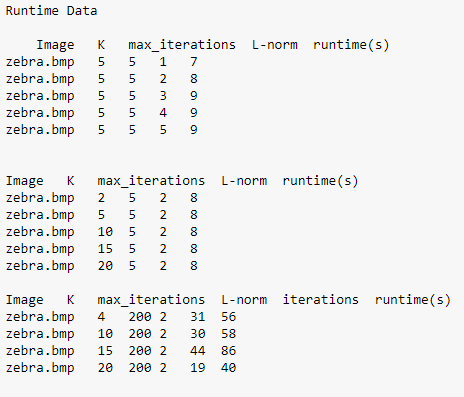 Runtime Data
Image K max_iterations L-norm runtime(s)
zebra.bmp 5 5 1 7
zebra.bmp 5 5 2 8
zebra.bmp 5 5 3 9
zebra.bmp 5 5 4 9
zebra.bmp 5 5 5 9
Image K max_iterations L-norm runtime(s)
zebra.bmp 2 5 2 8
zebra.bmp 5 5 2 8
zebra.bmp 10 5 2 8
zebra.bmp 15 5 2 8
zebra.bmp 20 5 2 8
Image K max_iterations L-norm iterations runtime(s)
zebra.bmp 4 200 2 31 56
zebra.bmp 10 200 2 30 58
zebra.bmp 15 200 2 44 86
zebra.bmp 20 200 2 19 40